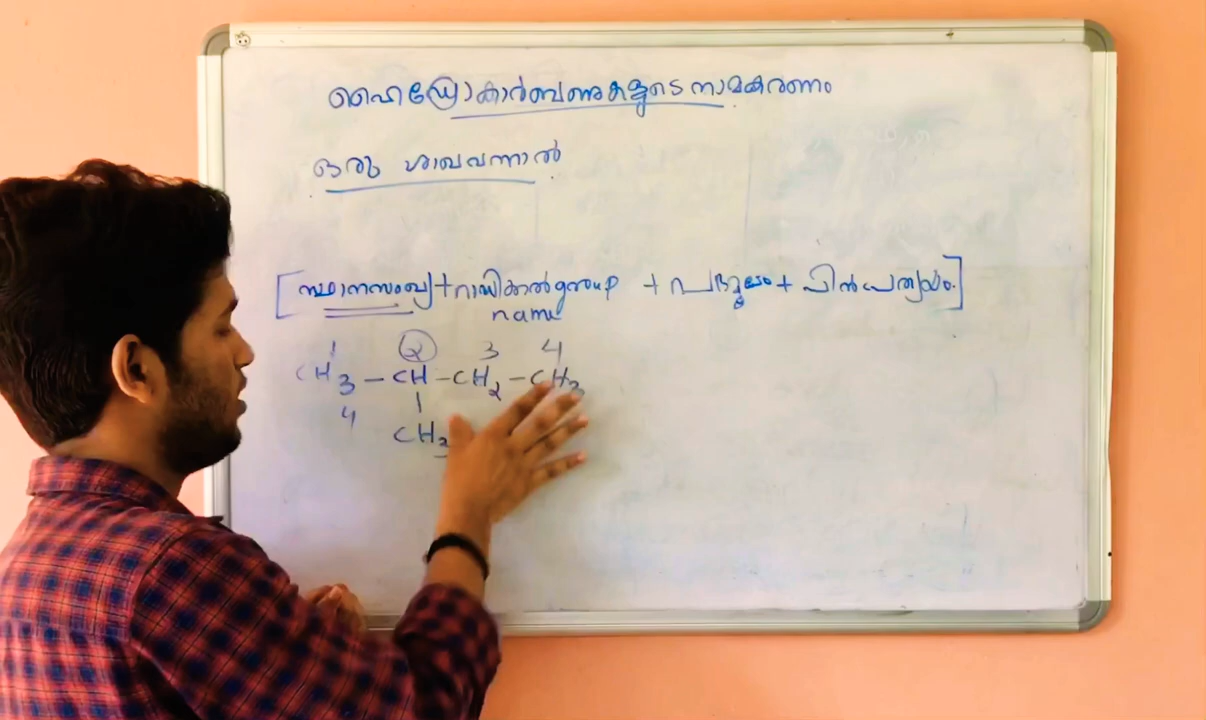 ഹൈഡ്രോകാർബണുകളുടെ നാമകരണം
ഒരു ശാഖവന്നാൽ
[സ്ഥാനസംഖ്യ + റാഡിക്കൽ group + പദമൂലം + പിൻപ്രത്യയം]
name
1 2 3 4
CH3 – CH – CH2 – CH3
4 |
CH3